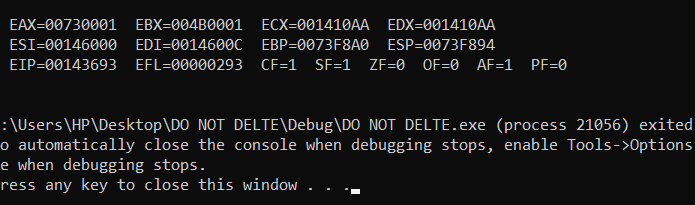 EAX=00730001 EBX=004B0001 ECX=001410AA EDX=001410AA
ESI=00146000 EDI=0014600C EBP=0073F8A0 ESP=0073F894
EIP=00143693 EFL=00000293 CF=1 SF=1 ZF=0 OF=0 AF=1 PF=0
:\Users\HP\Desktop\DO NOT DELTE\Debug\DO NOT DELTE.exe (process 21056) exited
o automatically close the console when debugging stops, enable Tools->Options
e when debugging stops.
ress any key to close this window . . .